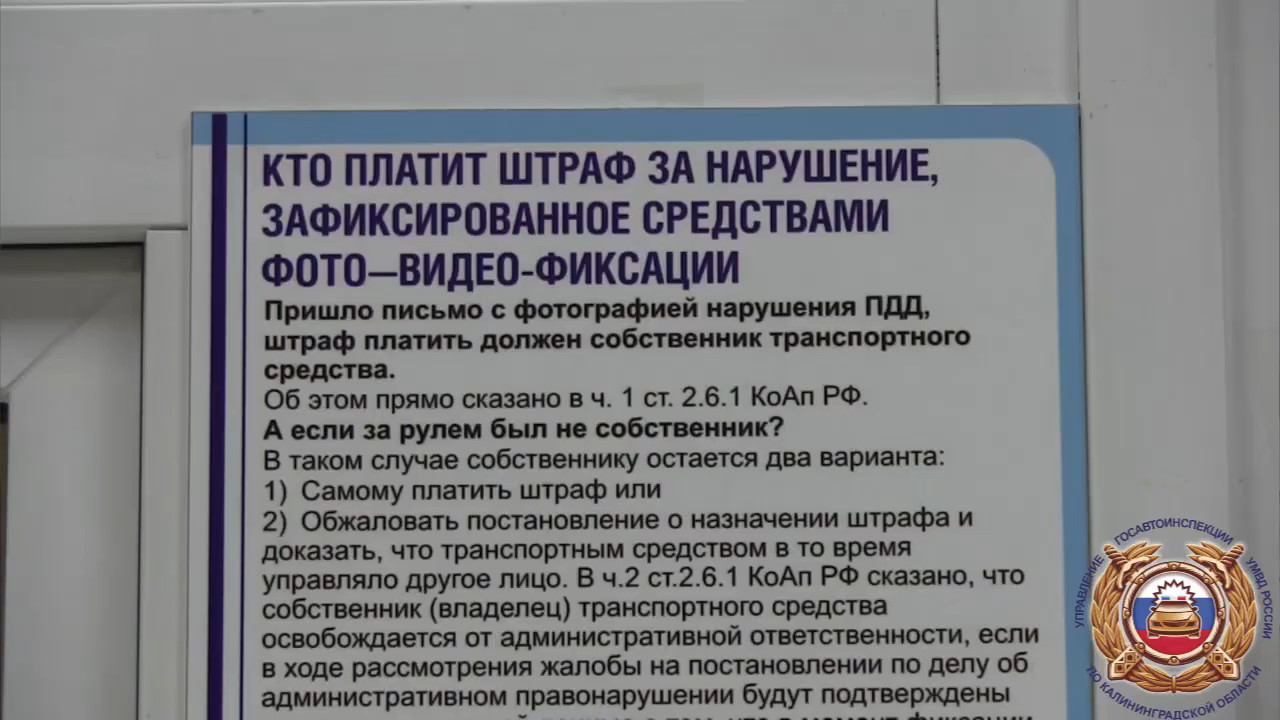 КТО ПЛАТИТ ШТРАФ ЗА НАРУШЕНИЕ,
ЗАФИКСИРОВАННОЕ СРЕДСТВАМИ
ФОТО—ВИДЕО-ФИКСАЦИИ
Пришло письмо с фотографией нарушения ПДД,
штраф платить должен собственник транспортного
средства.
Об этом прямо сказано в ч. 1 ст. 2.6.1 КоАп РФ.
А если за рулем был не собственник?
В таком случае собственнику остается два варианта:
1) Самому платить штраф или
2) Обжаловать постановление о назначении штрафа и
доказать, что транспортным средством в то время
управляло другое лицо. В ч.2 ст.2.6.1 КоАп РФ сказано, что
собственник (владелец) транспортного средства
освобождается от административной ответственности, если
в ходе рассмотрения жалобы на постановлении по делу об
административном правонарушении будут подтверждены
УПРАВЛЕНИЕ ГОСАВТОИНСПЕКЦИИ УМВД РОССИИ
ПО КАЛИНИНГРАДСКОЙ ОБЛАСТИ